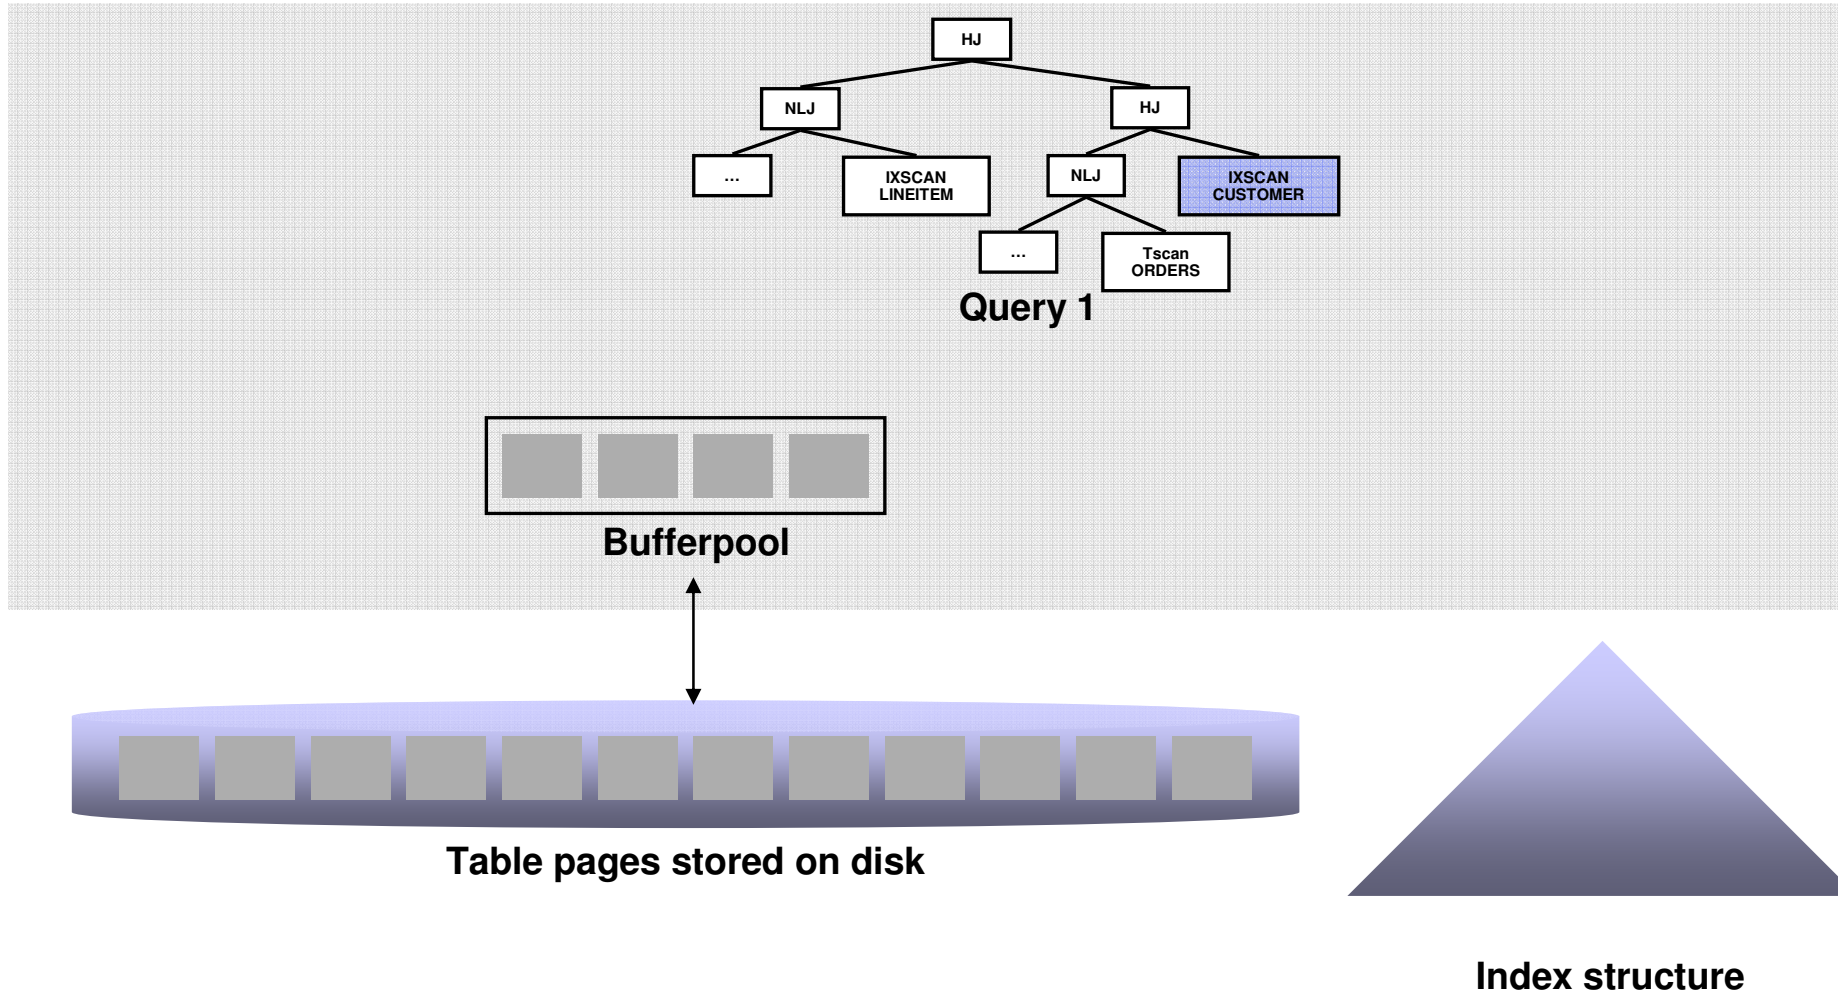 HJ
NLJ
HJ
...
IXSCAN
LINEITEM
NLJ
IXSCAN
CUSTOMER
...
Tscan
ORDERS
Query 1
Bufferpool
Table pages stored on disk
Index structure